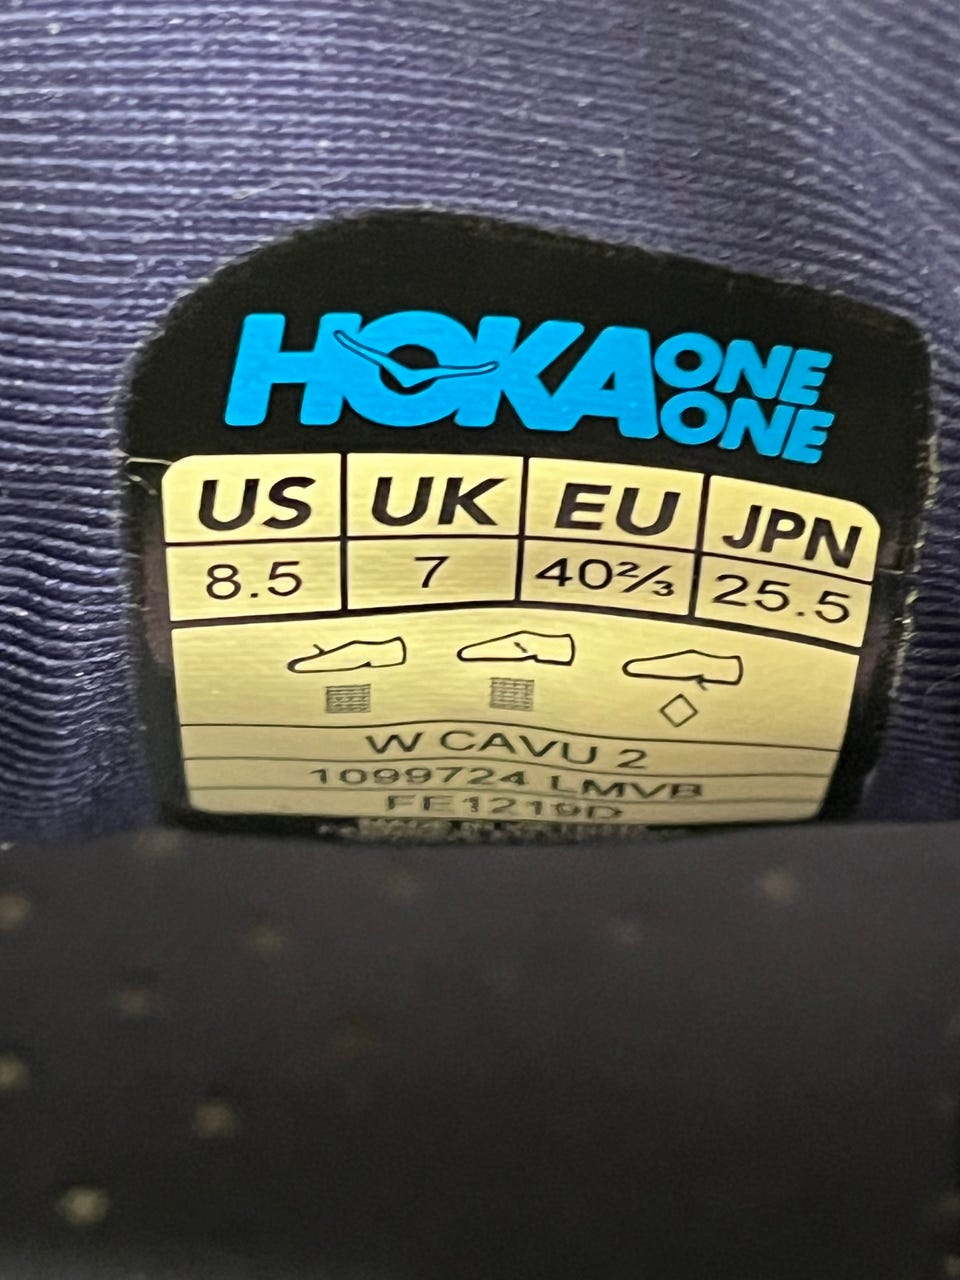 HOKA ONE ONE
US UK EU JPN
8.5 7 40⅔ 25.5
W CAVU 2
1099724 LMVB
FE1219D